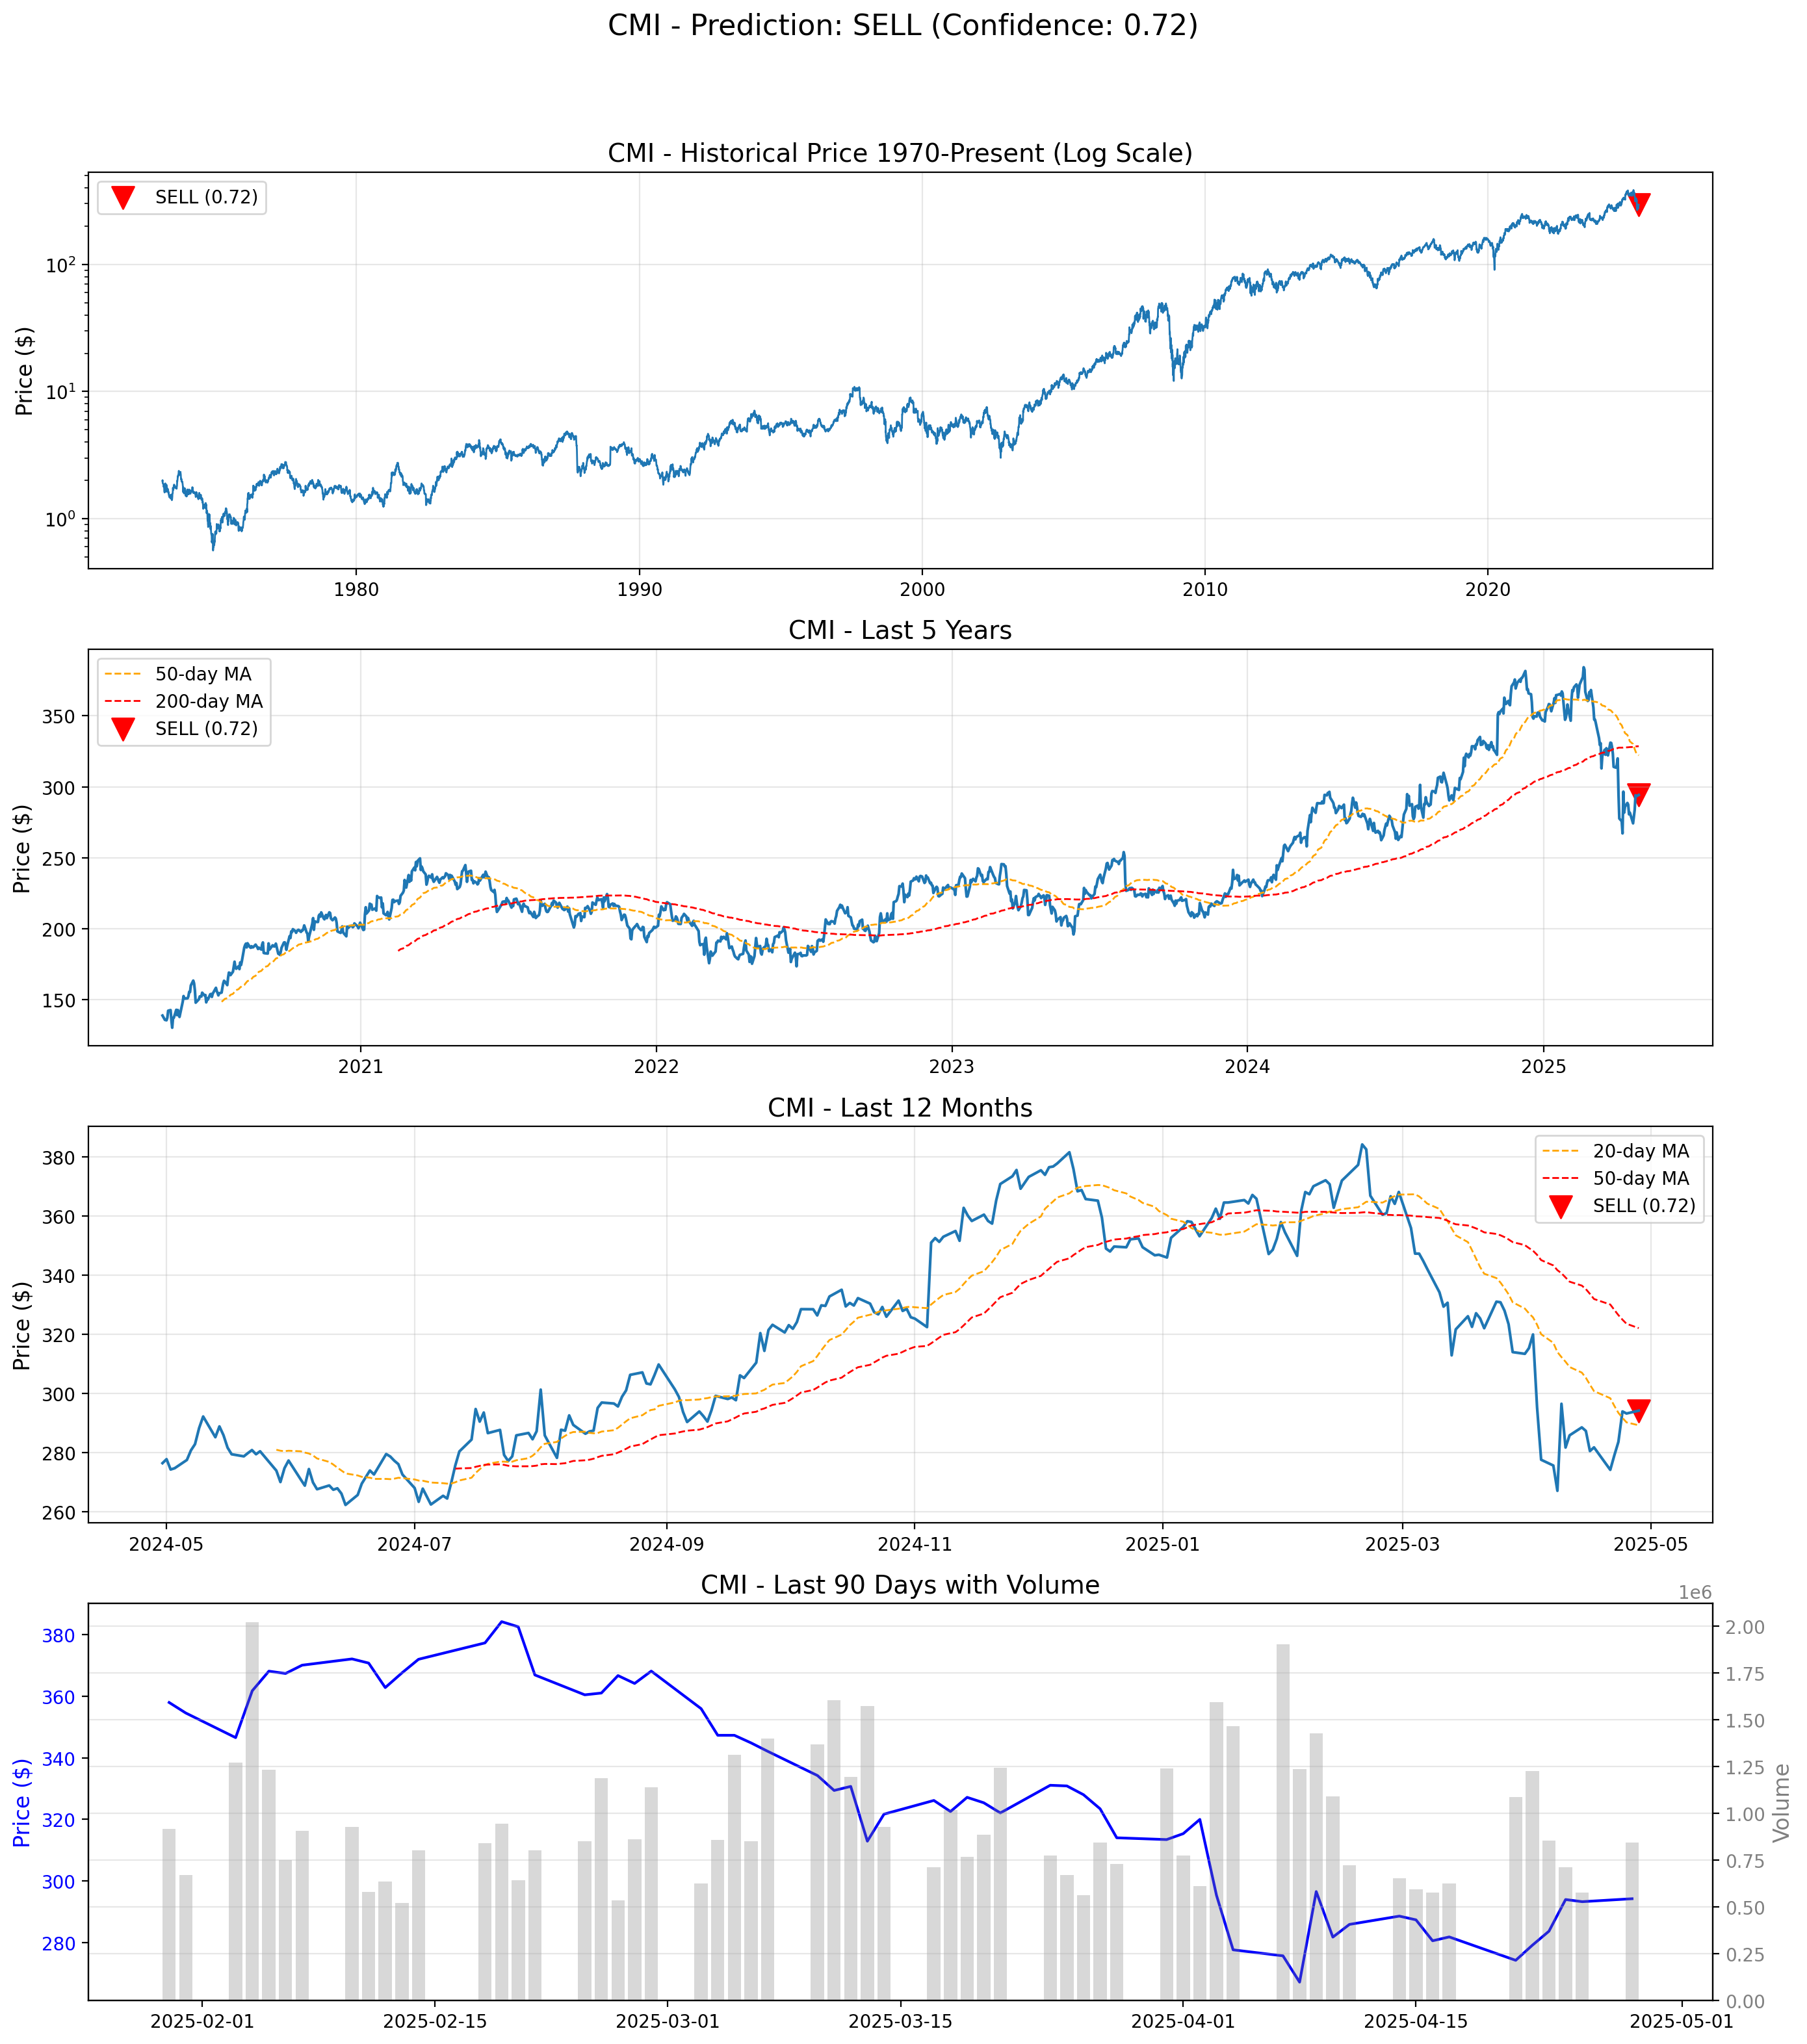 CMI - Prediction: SELL (Confidence: 0.72)
CMI - Historical Price 1970-Present (Log Scale)
SELL (0.72)
Price ($)
10²
10¹
10⁰
1980 1990 2000 2010 2020
CMI - Last 5 Years
50-day MA
200-day MA
SELL (0.72)
Price ($)
350
300
250
200
150
2021 2022 2023 2024 2025
CMI - Last 12 Months
20-day MA
50-day MA
SELL (0.72)
Price ($)
380
360
340
320
300
280
260
2024-05 2024-07 2024-09 2024-11 2025-01 2025-03 2025-05
CMI - Last 90 Days with Volume
1e6
Price ($)
380
360
340
320
300
280
2.00
1.75
1.50
1.25
1.00
0.75
0.50
0.25
0.00
Volume
2025-02-01 2025-02-15 2025-03-01 2025-03-15 2025-04-01 2025-04-15 2025-05-01